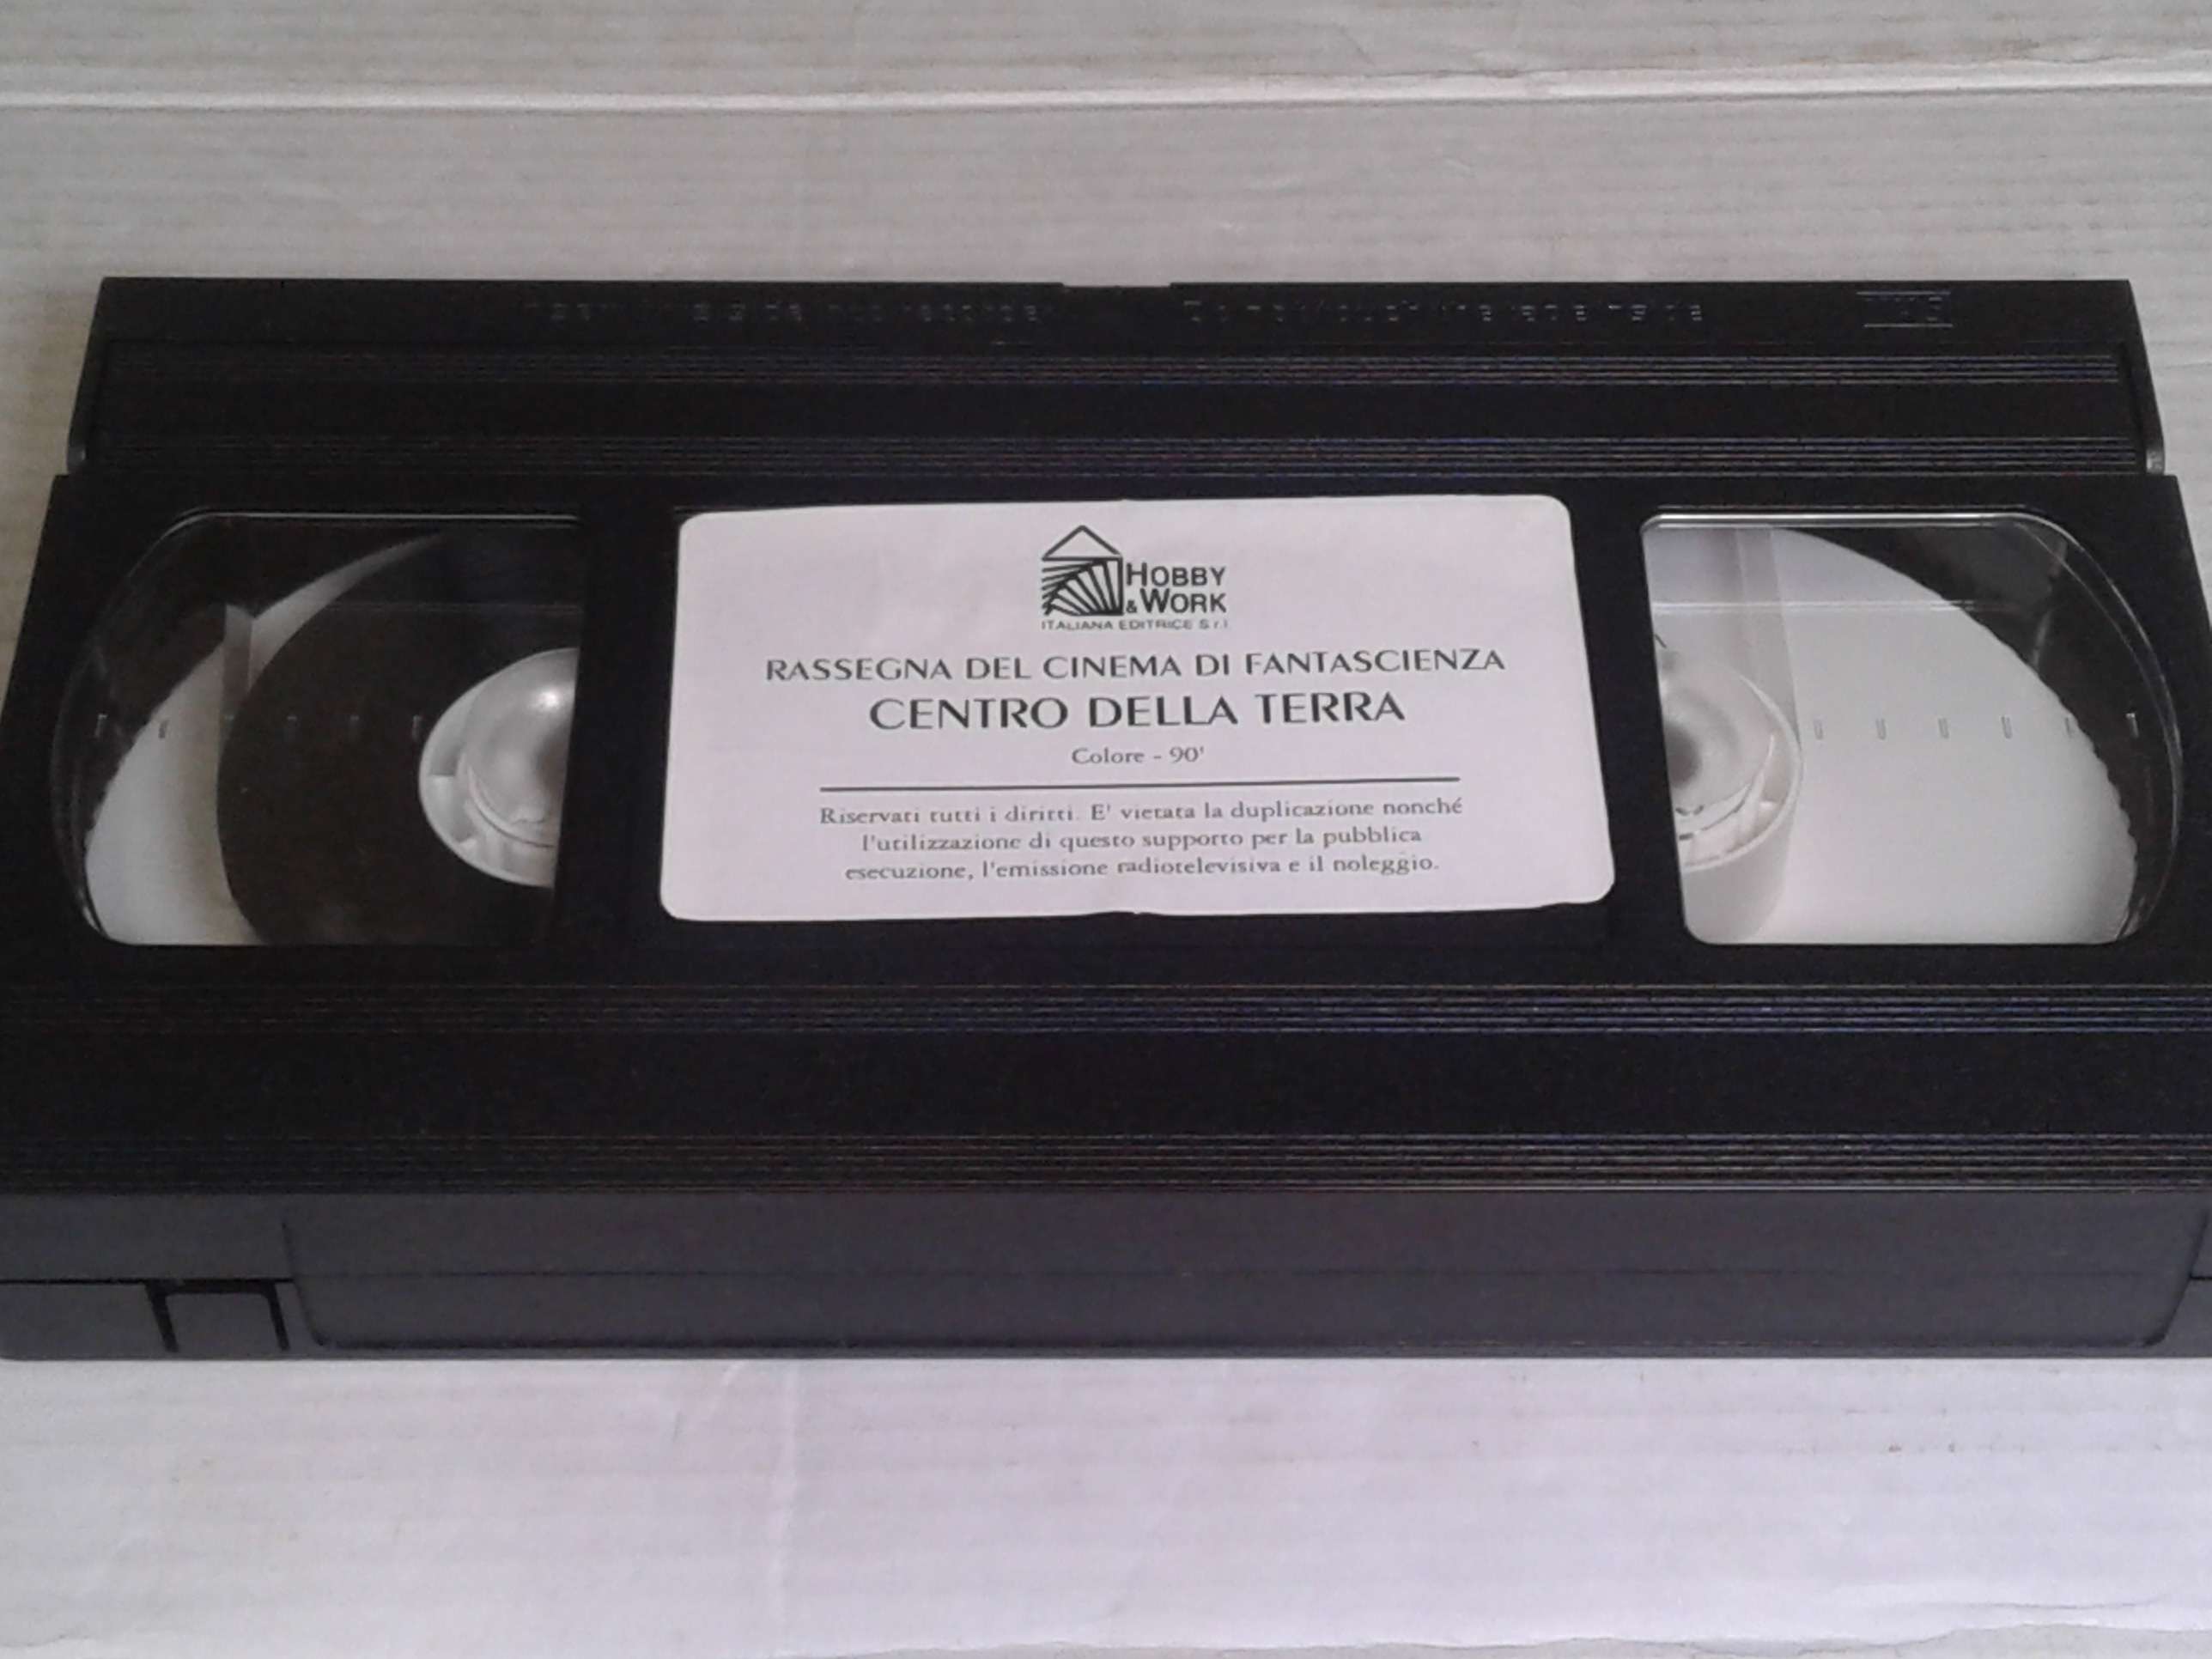 HOBBY
& WORK
ITALIANA EDITRICE S.r.l
RASSEGNA DEL CINEMA DI FANTASCIENZA
CENTRO DELLA TERRA
Colore - 90'
Riservati tutti i diritti. E' vietata la duplicazione nonché
l'utilizzazione di questo supporto per la pubblica
esecuzione, l'emissione radiotelevisiva e il noleggio.